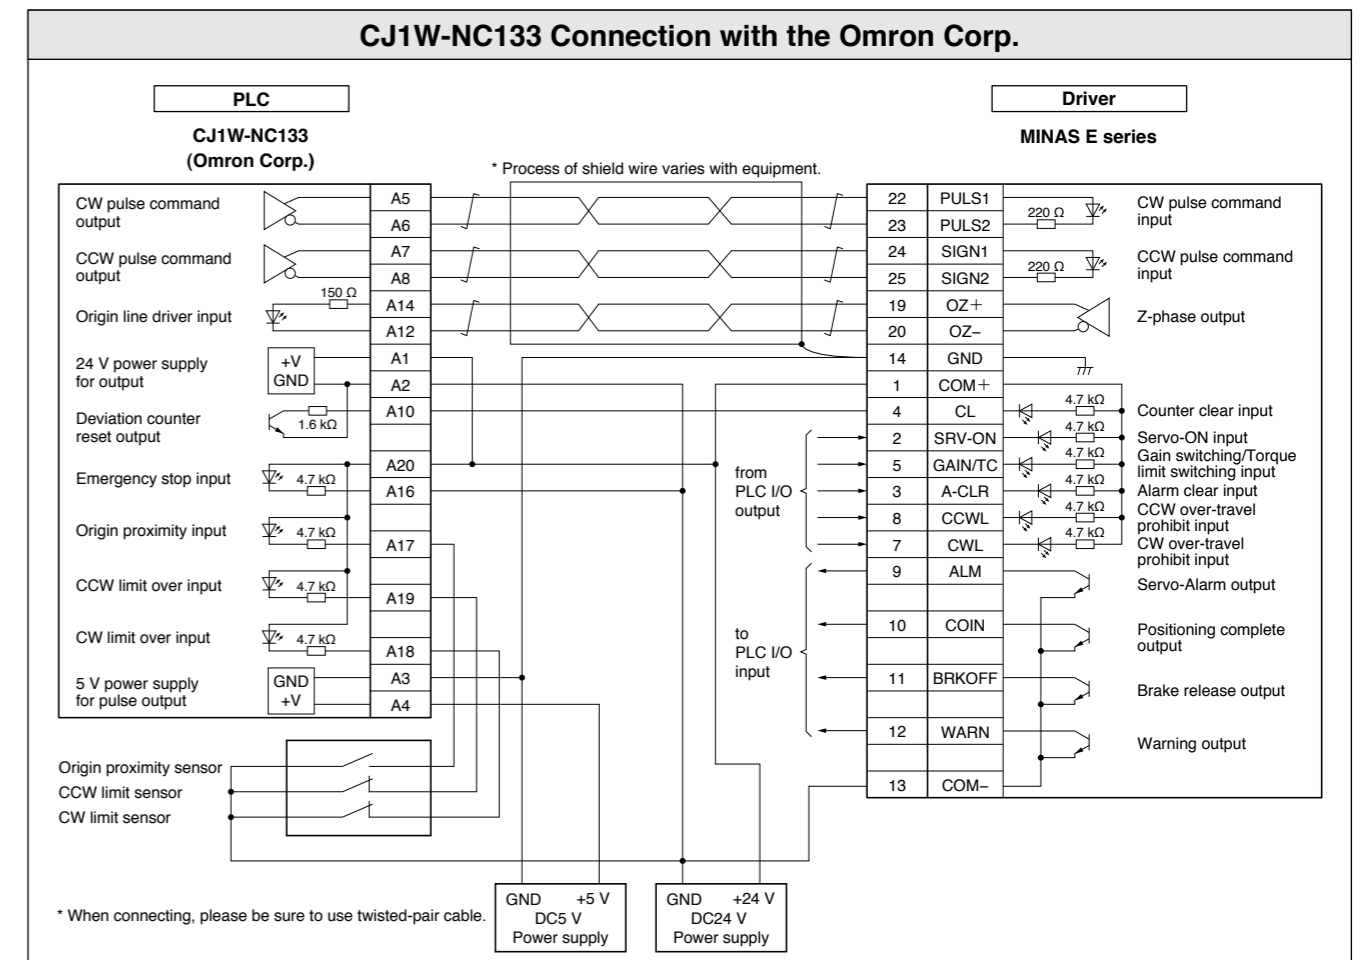 CJ1W-NC133 Connection with the Omron Corp.
PLC
CJ1W-NC133
(Omron Corp.)
Driver
MINAS E series
* Process of shield wire varies with equipment.
CW pulse command
output
A5
A6
CCW pulse command
output
A7
A8
Origin line driver input
150 Ω
A14
A12
24 V power supply
for output
+V
GND
A1
A2
Deviation counter
reset output
1.6 kΩ
A10
Emergency stop input
4.7 kΩ
A20
A16
Origin proximity input
4.7 kΩ
A17
CCW limit over input
4.7 kΩ
A19
CW limit over input
4.7 kΩ
A18
5 V power supply
for pulse output
GND
+V
A3
A4
Origin proximity sensor
CCW limit sensor
CW limit sensor
from
PLC I/O
output
to
PLC I/O
input
22 PULS1
23 PULS2
220 Ω
CW pulse command
input
24 SIGN1
25 SIGN2
220 Ω
CCW pulse command
input
19 OZ+
20 OZ−
Z-phase output
14 GND
1 COM+
4 CL 4.7 kΩ Counter clear input
2 SRV-ON 4.7 kΩ Servo-ON input
5 GAIN/TC 4.7 kΩ Gain switching/Torque
limit switching input
3 A-CLR 4.7 kΩ Alarm clear input
8 CCWL 4.7 kΩ CCW over-travel
prohibit input
7 CWL 4.7 kΩ CW over-travel
prohibit input
9 ALM Servo-Alarm output
10 COIN Positioning complete
output
11 BRKOFF Brake release output
12 WARN Warning output
13 COM−
GND +5 V
DC5 V
Power supply
GND +24 V
DC24 V
Power supply
* When connecting, please be sure to use twisted-pair cable.